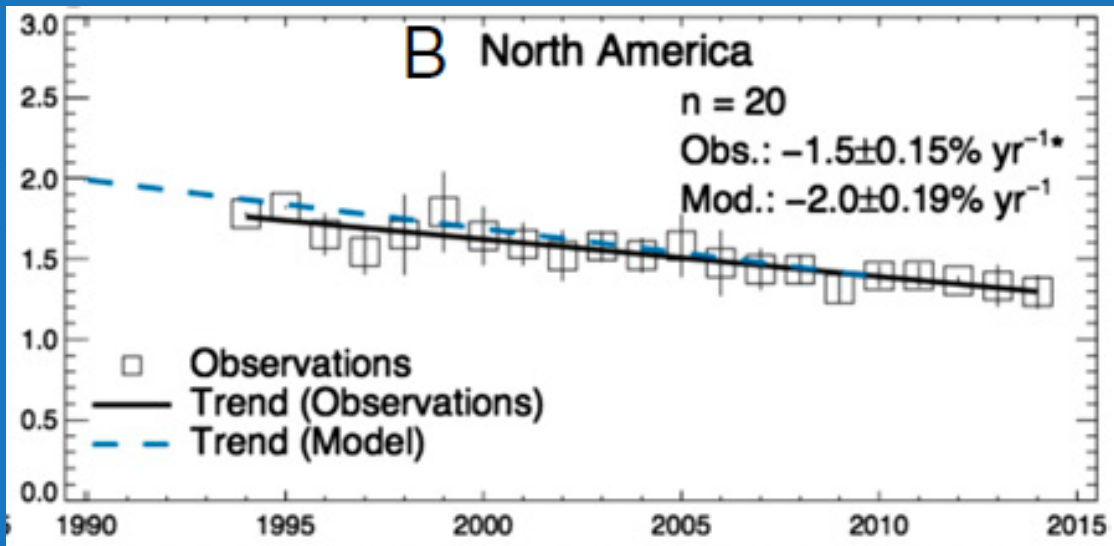 B North America
n = 20
Obs.: −1.5±0.15% yr⁻¹*
Mod.: −2.0±0.19% yr⁻¹
3.0
2.5
2.0
1.5
1.0
0.5
0.0
Observations
Trend (Observations)
Trend (Model)
1990 1995 2000 2005 2010 2015